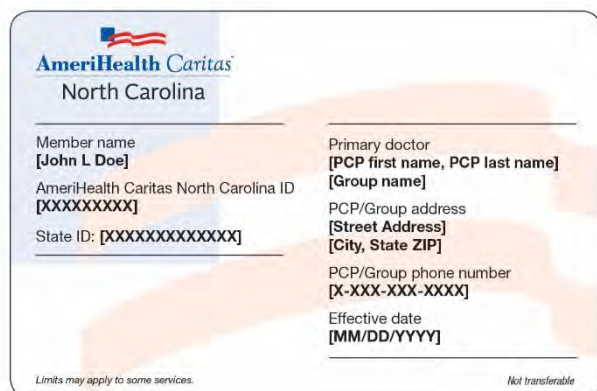 AmeriHealth Caritas
North Carolina
Member name
[John L Doe]
AmeriHealth Caritas North Carolina ID
[XXXXXXXXX]
State ID: [XXXXXXXXXXXXX]
Primary doctor
[PCP first name, PCP last name]
[Group name]
PCP/Group address
[Street Address]
[City, State ZIP]
PCP/Group phone number
[X-XXX-XXX-XXXX]
Effective date
[MM/DD/YYYY]
Limits may apply to some services.
Not transferable